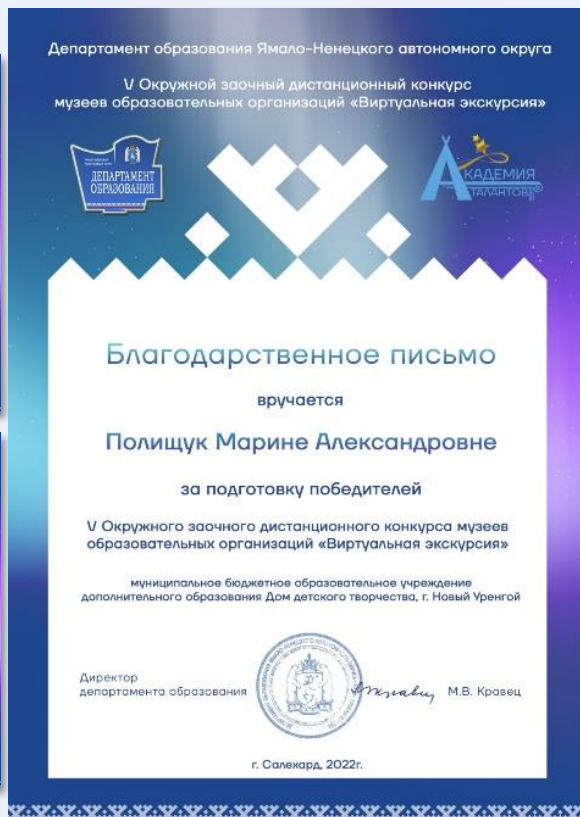 Департамент образования Ямало-Ненецкого автономного округа
V Окружной заочный дистанционный конкурс
музеев образовательных организаций «Виртуальная экскурсия»
ДЕПАРТАМЕНТ
ОБРАЗОВАНИЯ
АКАДЕМИЯ
ТАЛАНТОВ
Благодарственное письмо
вручается
Полищук Марине Александровне
за подготовку победителей
V Окружного заочного дистанционного конкурса музеев
образовательных организаций «Виртуальная экскурсия»
муниципальное бюджетное образовательное учреждение
дополнительного образования Дом детского творчества, г. Новый Уренгой
Директор
департамента образования
М.В. Кравец
г. Салехард, 2022г.